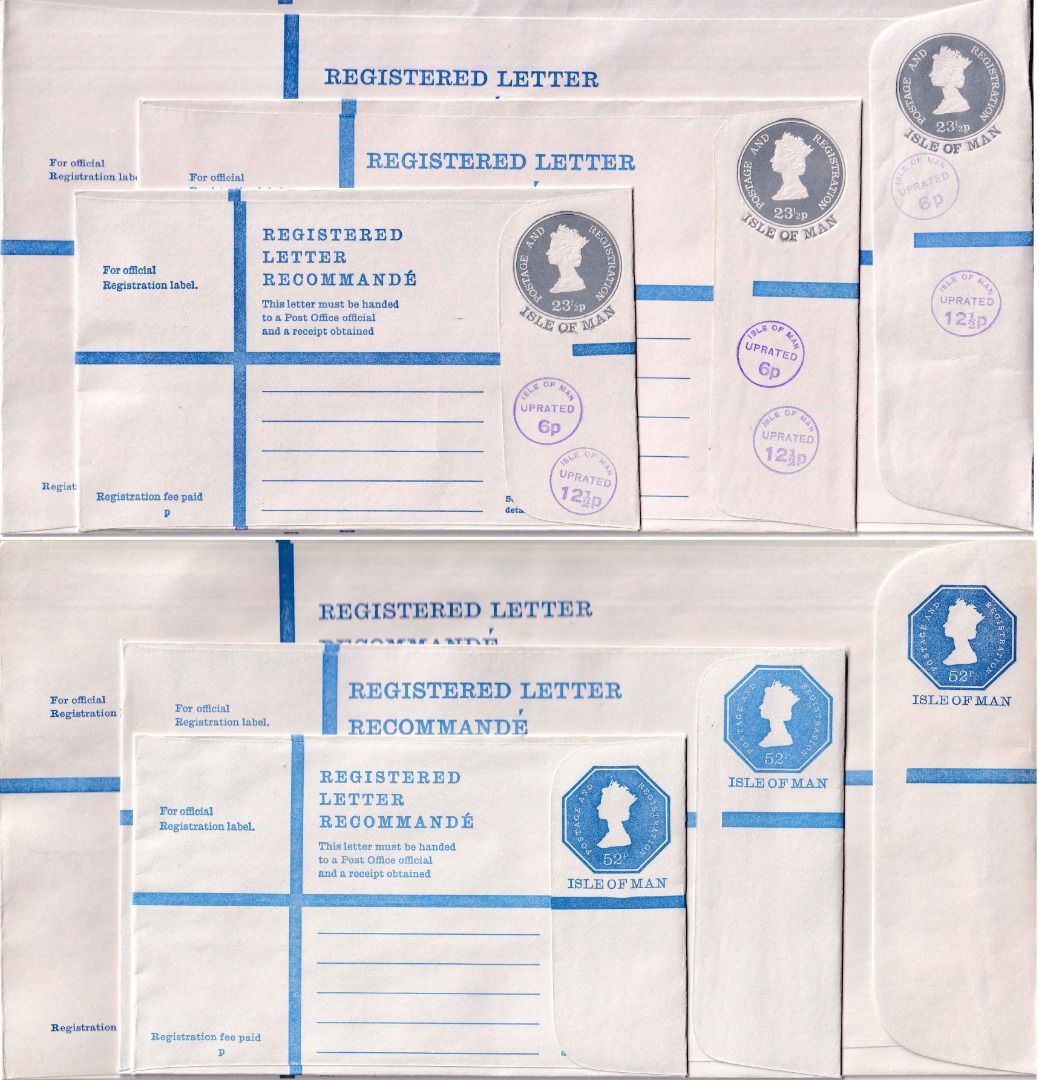 REGISTERED LETTER
For official
Registration lab
Regist
POSTAGE AND REGISTRATION
23½p
ISLE OF MAN
ISLE OF MAN
UPRATED
6p
ISLE OF MAN
UPRATED
12½p
REGISTERED LETTER
For official
POSTAGE AND REGISTRATION
23½p
ISLE OF MAN
ISLE OF MAN
UPRATED
6p
ISLE OF MAN
UPRATED
12½p
REGISTERED
LETTER
RECOMMANDÉ
This letter must be handed
to a Post Office official
and a receipt obtained
For official
Registration label.
Registration fee paid
p
POSTAGE AND REGISTRATION
23½p
ISLE OF MAN
ISLE OF MAN
UPRATED
6p
ISLE OF MAN
UPRATED
12½p
S
deta
REGISTERED LETTER
RECOMMANDÉ
For official
Registration
Registration
POSTAGE AND REGISTRATION
52P
ISLE OF MAN
REGISTERED LETTER
RECOMMANDÉ
For official
Registration label.
POSTAGE AND REGISTRATION
52P
ISLE OF MAN
REGISTERED
LETTER
RECOMMANDÉ
This letter must be handed
to a Post Office official
and a receipt obtained
For official
Registration label.
Registration fee paid
p
POSTAGE AND REGISTRATION
52P
ISLE OF MAN